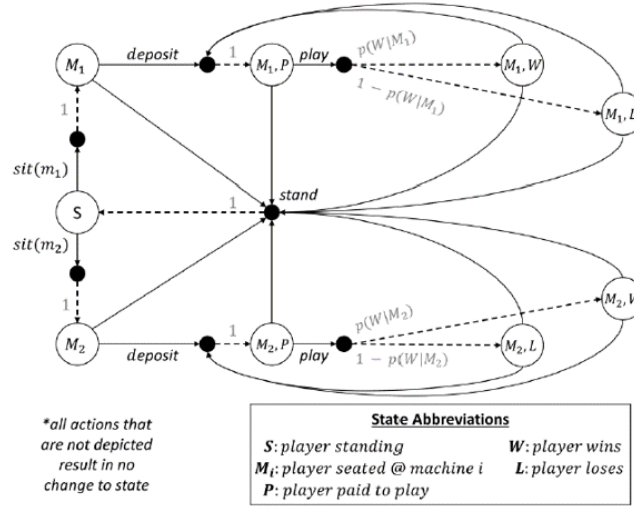 M₁
deposit
1
M₁, P
play
p(W|M₁)
M₁, W
1 − p(W|M₁)
M₁, L
1
sit(m₁)
stand
S
1
sit(m₂)
1
M₂, W
p(W|M₂)
M₂
deposit
1
M₂, P
play
1 − p(W|M₂)
M₂, L
*all actions that
are not depicted
result in no
change to state
State Abbreviations
S: player standing W: player wins
Mᵢ: player seated @ machine i L: player loses
P: player paid to play